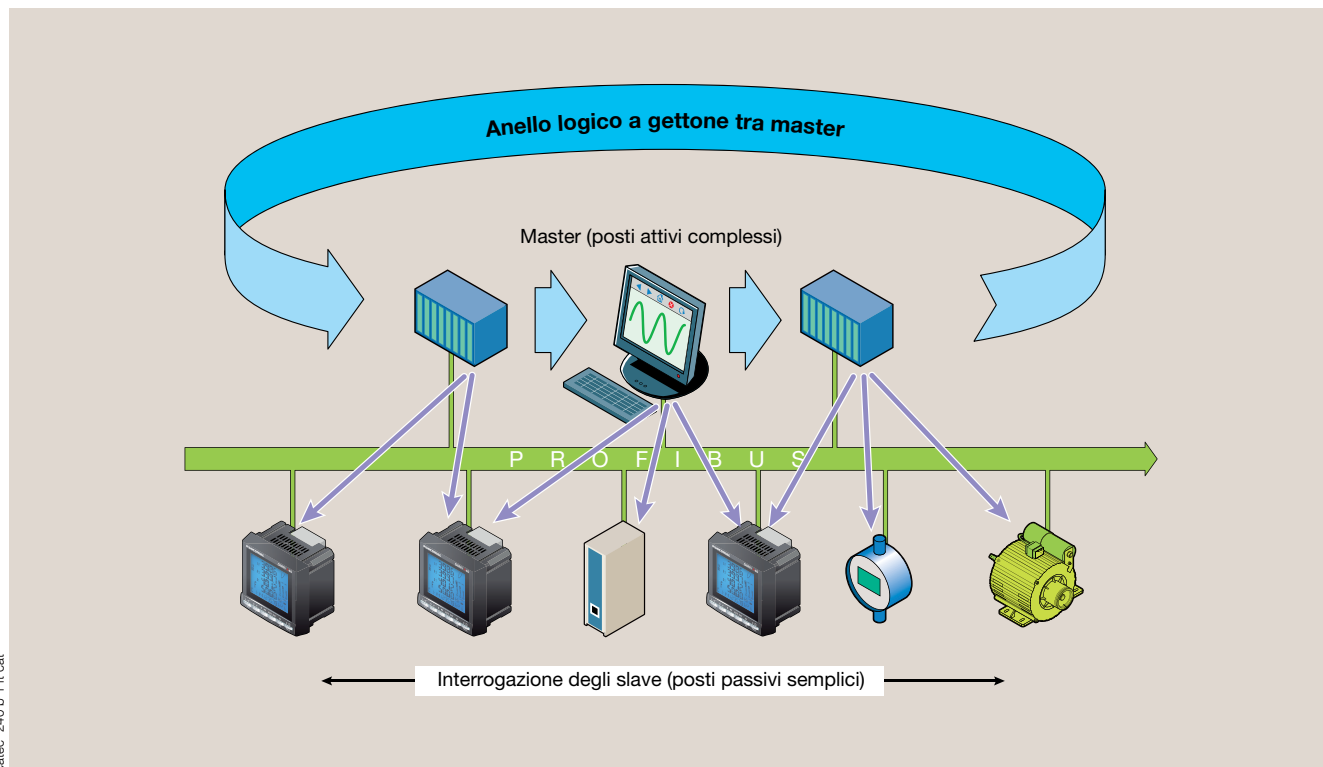 Anello logico a gettone tra master
Master (posti attivi complessi)
P R O F I B U S
Interrogazione degli slave (posti passivi semplici)